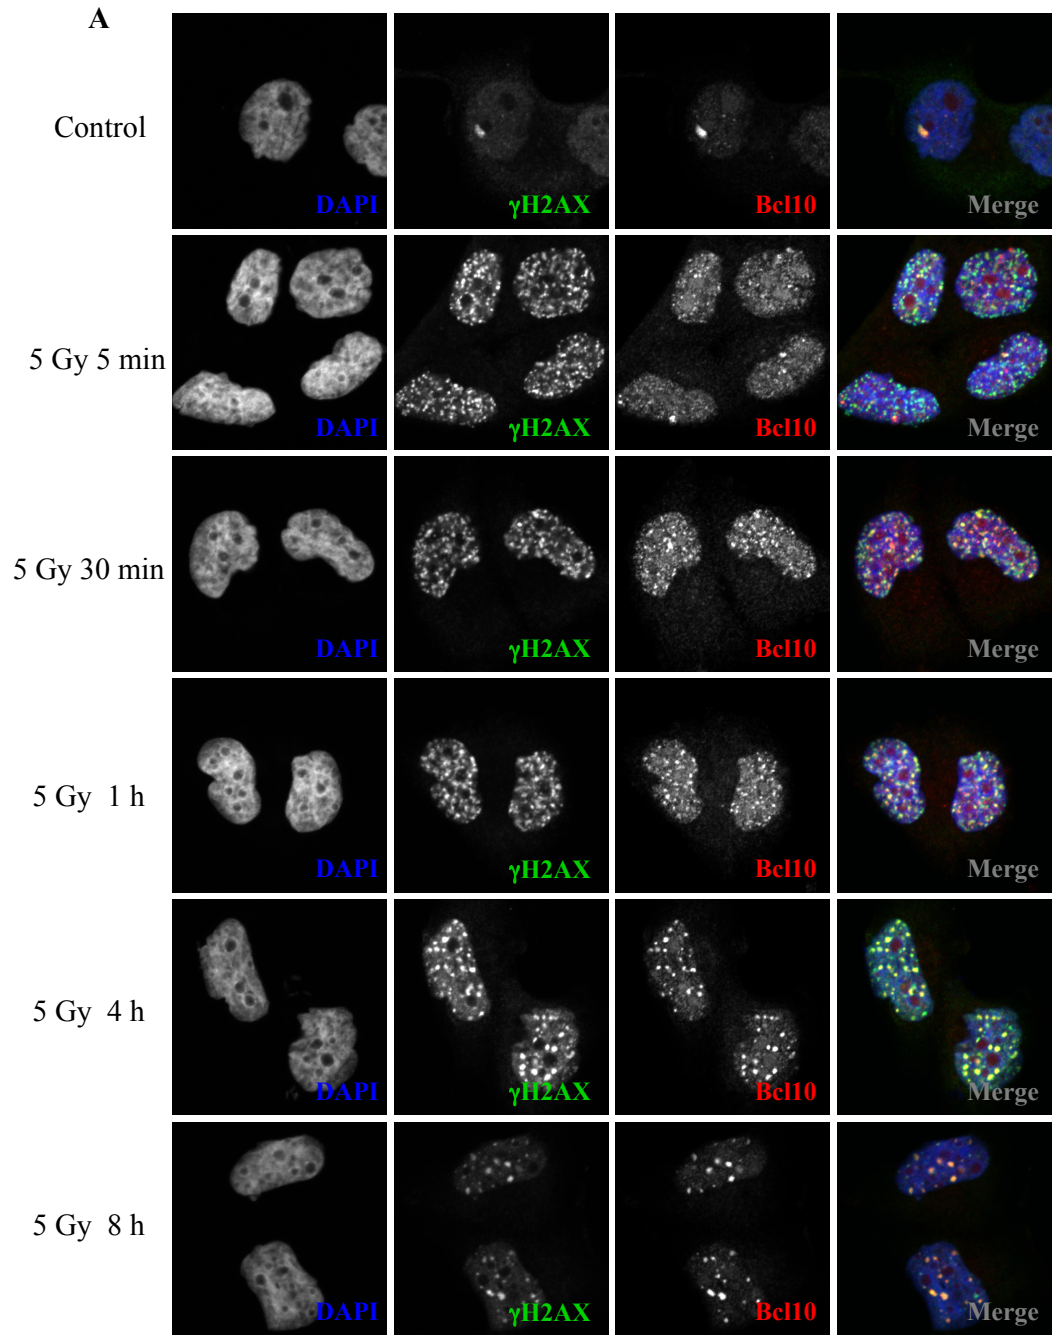 A
Control
DAPI
γH2AX
Bcl10
Merge
5 Gy 5 min
DAPI
γH2AX
Bcl10
Merge
5 Gy 30 min
DAPI
γH2AX
Bcl10
Merge
5 Gy 1 h
DAPI
γH2AX
Bcl10
Merge
5 Gy 4 h
DAPI
γH2AX
Bcl10
Merge
5 Gy 8 h
DAPI
γH2AX
Bcl10
Merge